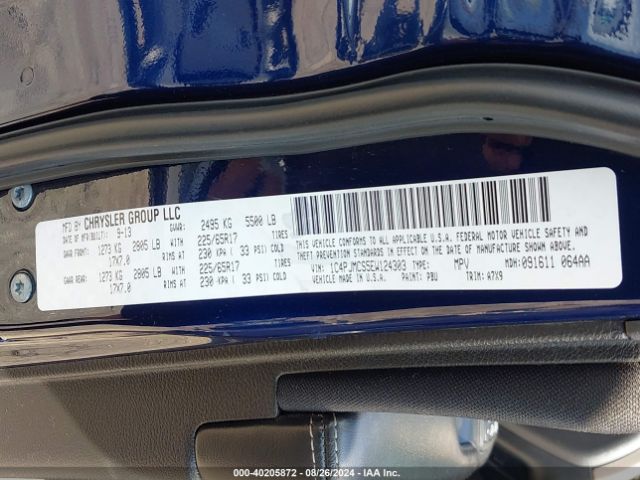 MFD BY CHRYSLER GROUP LLC
DATE OF MFR(BUILT): 9-13 GVWR: 2495 KG 5500 LB
GAWR FRONT: 1273 KG 2805 LB WITH 225/65R17 TIRES
17X7.0 RIMS AT 230 KPA ( 33 PSI) COLD
GAWR REAR: 1273 KG 2805 LB WITH 225/65R17 TIRES
17X7.0 RIMS AT 230 KPA ( 33 PSI) COLD
THIS VEHICLE CONFORMS TO ALL APPLICABLE U.S.A. FEDERAL MOTOR VEHICLE SAFETY, BUMPER,
AND THEFT PREVENTION STANDARDS IN EFFECT ON THE DATE OF MANUFACTURE SHOWN ABOVE.
VIN: 1C4PJMCS5EW124303 TYPE: MPV MDH: 091611 064AA
VEHICLE MADE IN U.S.A. PAINT: PBU TRIM: A7X9
000-40205872 - 08/26/2024 - IAA Inc.